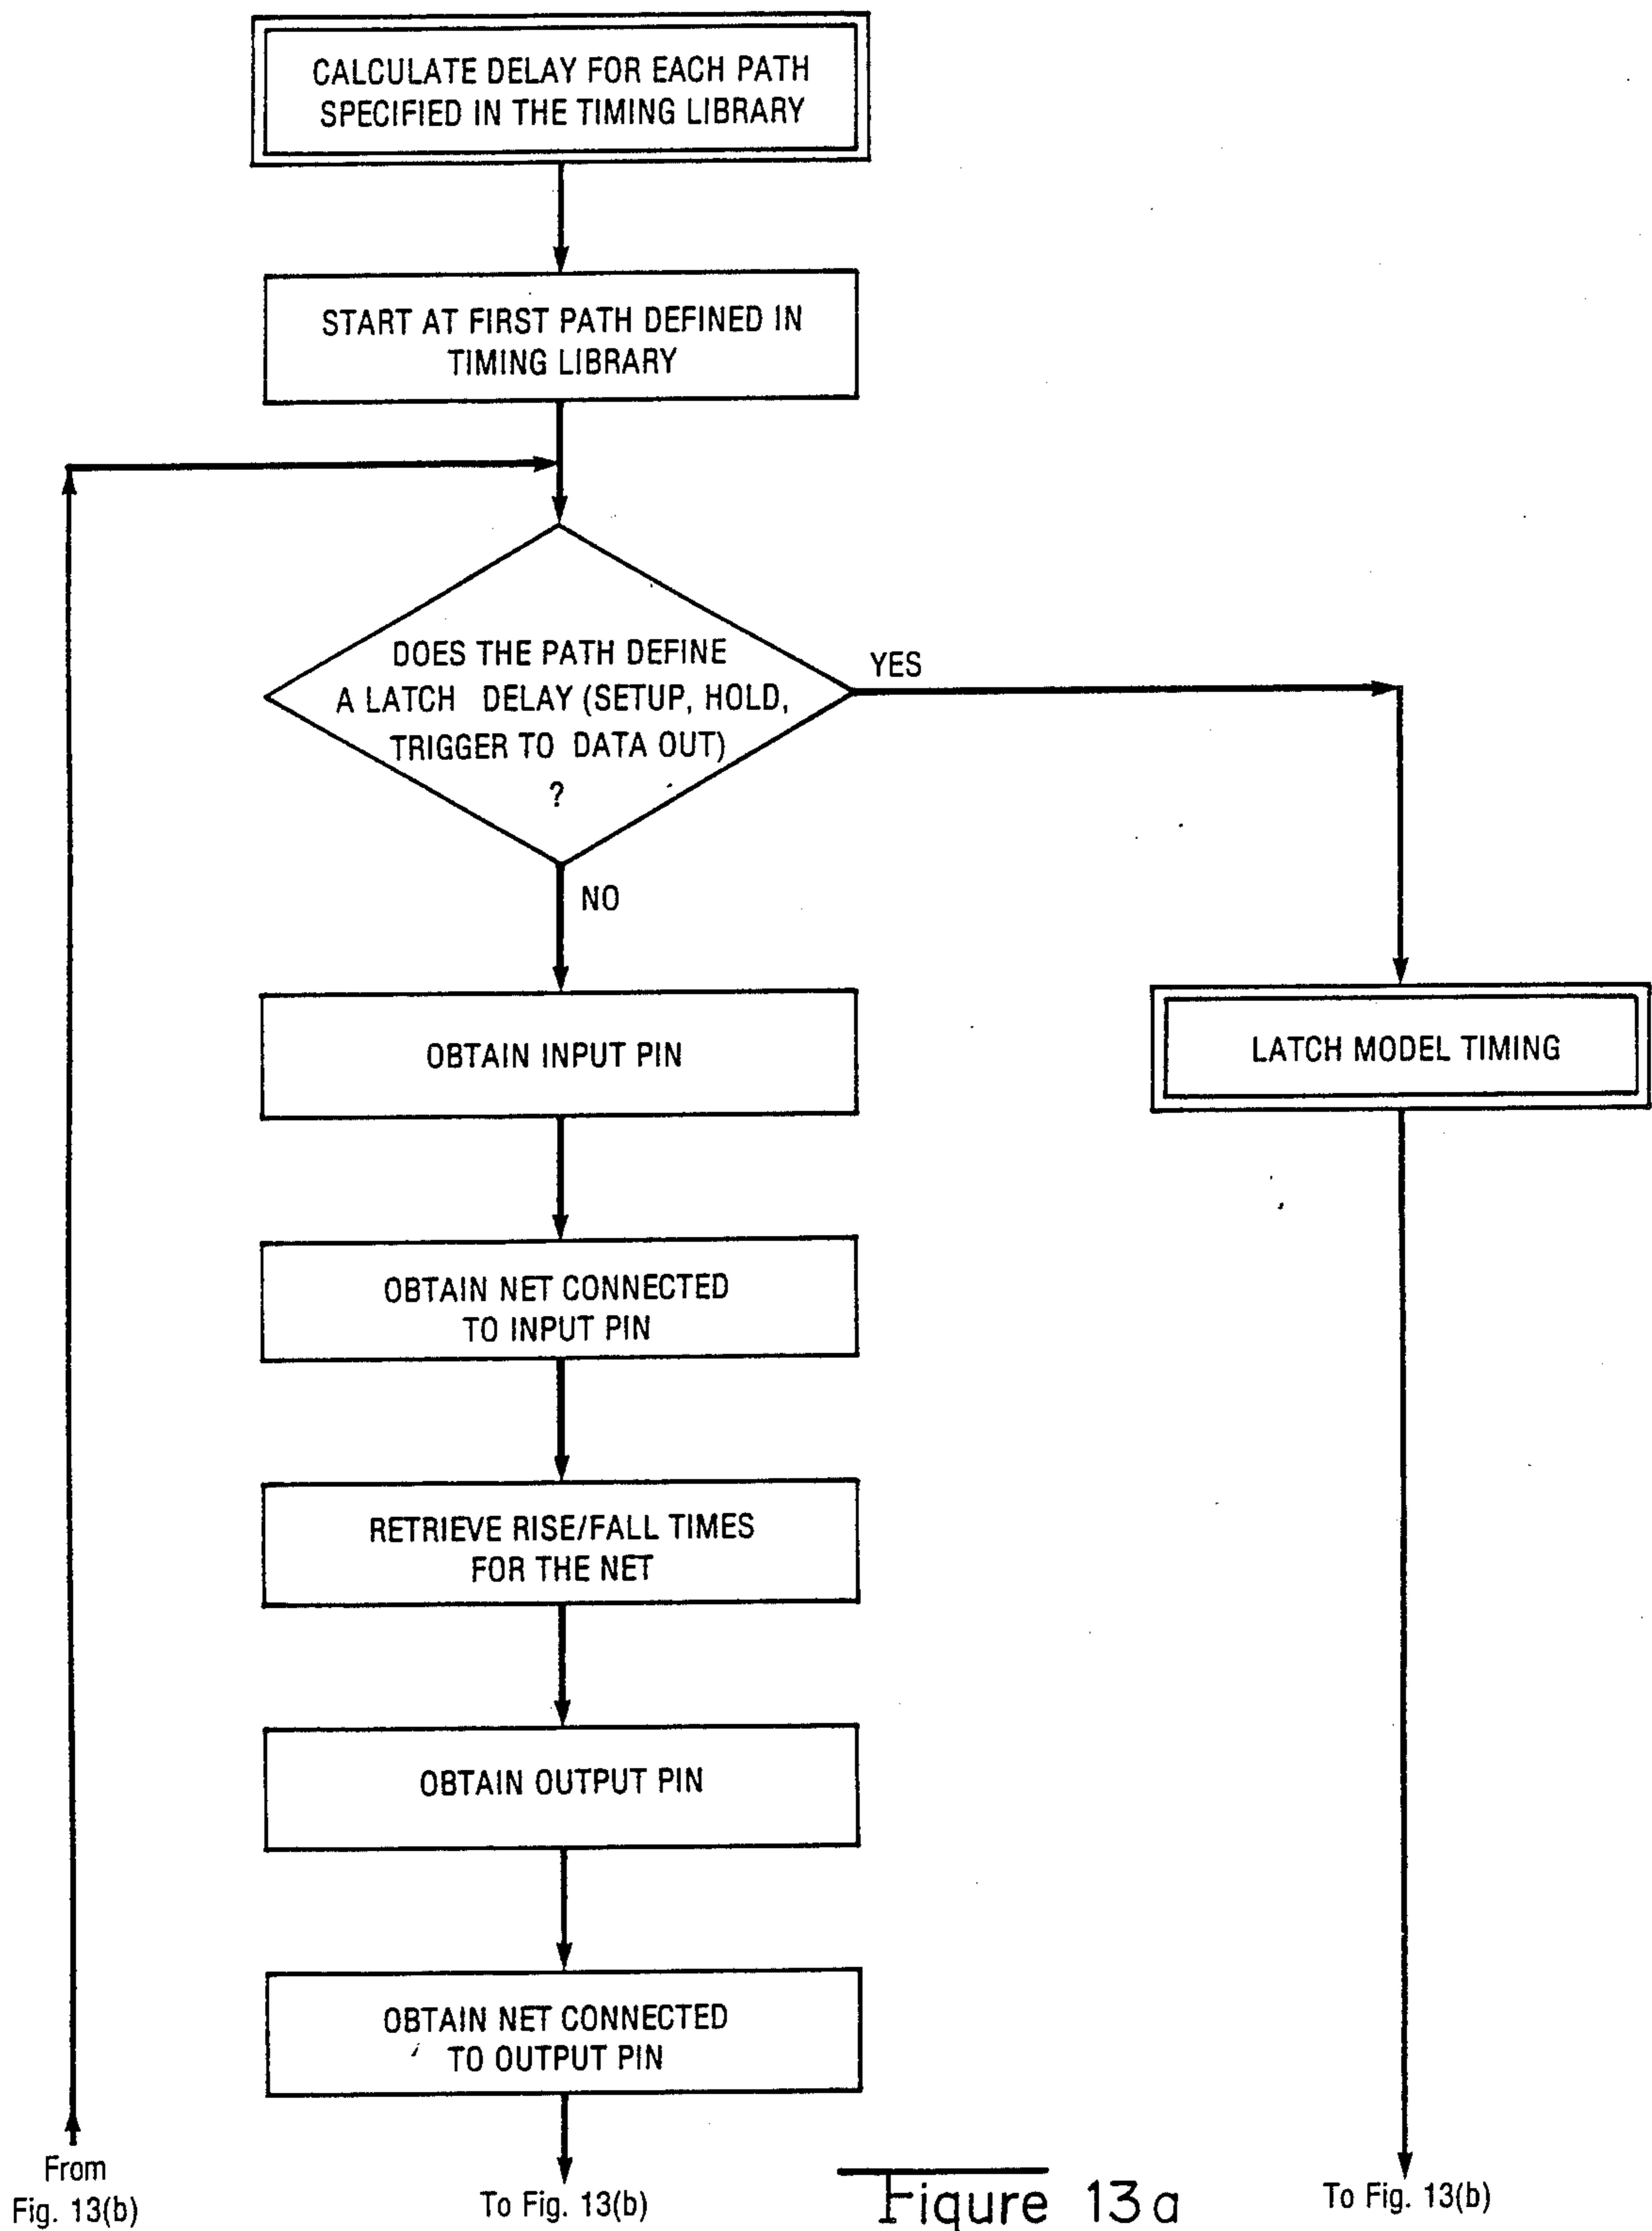 CALCULATE DELAY FOR EACH PATH
SPECIFIED IN THE TIMING LIBRARY
START AT FIRST PATH DEFINED IN
TIMING LIBRARY
DOES THE PATH DEFINE
A LATCH DELAY (SETUP, HOLD,
TRIGGER TO DATA OUT)
?
YES
NO
OBTAIN INPUT PIN
LATCH MODEL TIMING
OBTAIN NET CONNECTED
TO INPUT PIN
RETRIEVE RISE/FALL TIMES
FOR THE NET
OBTAIN OUTPUT PIN
OBTAIN NET CONNECTED
TO OUTPUT PIN
From
Fig. 13(b)
To Fig. 13(b)
Figure 13a
To Fig. 13(b)